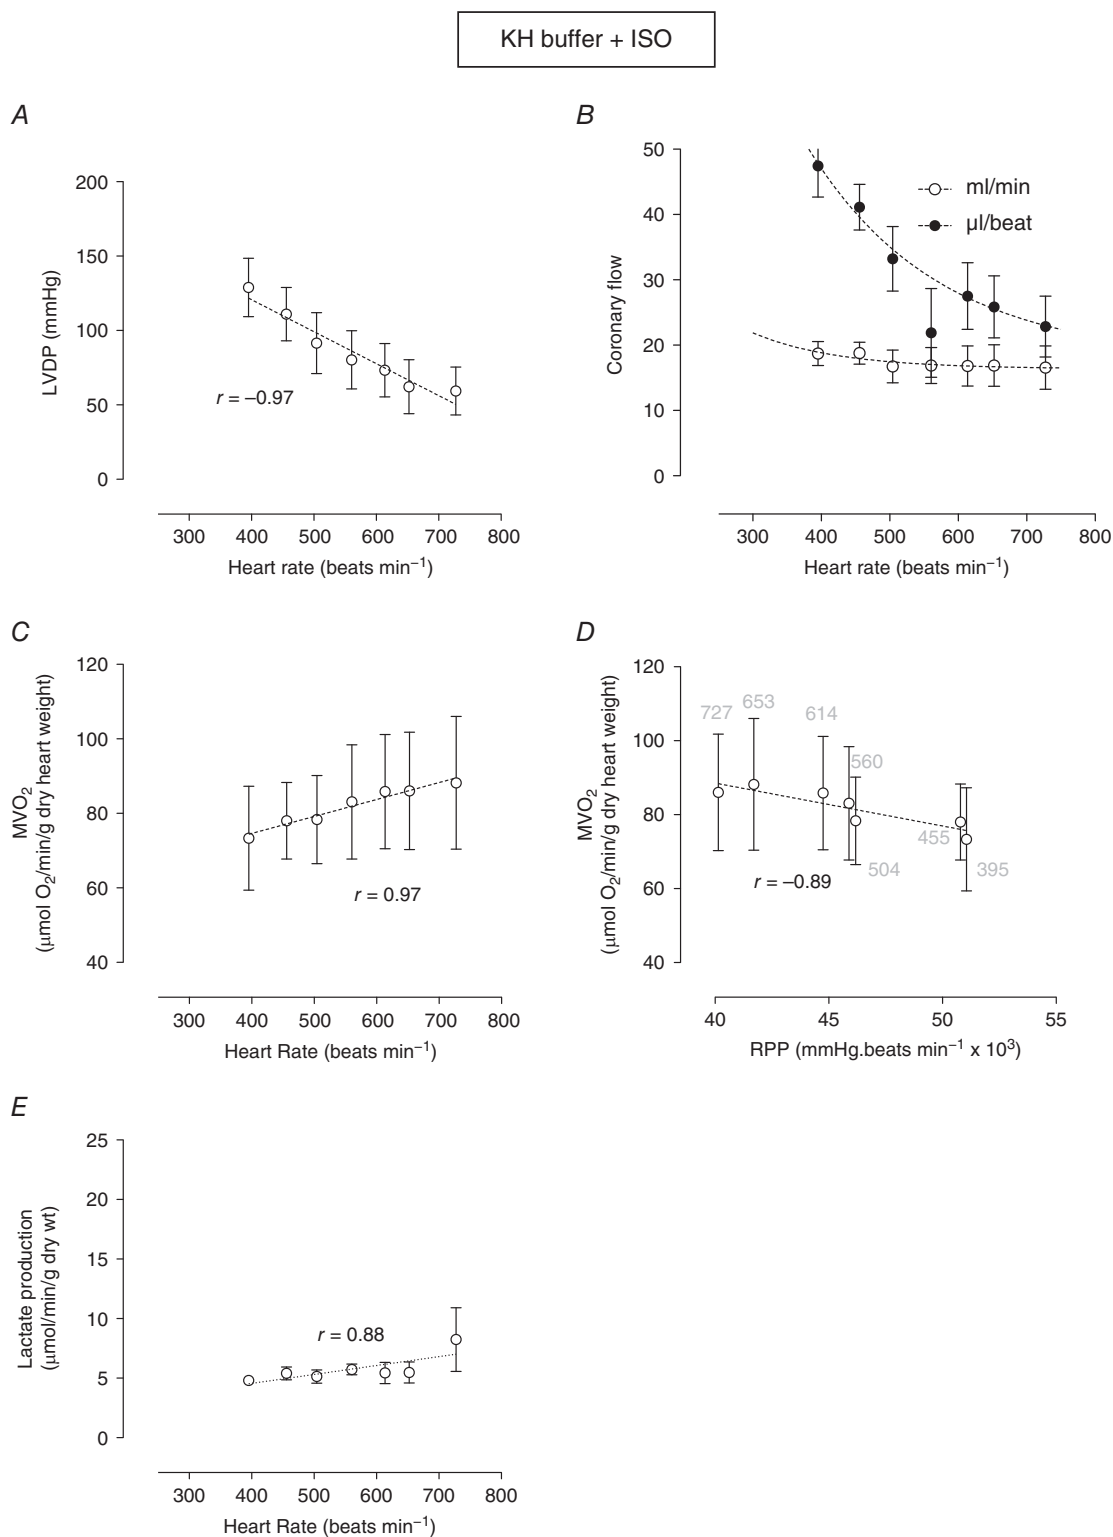 KH buffer + ISO
A
200
150
100
50
0
LVDP (mmHg)
r = –0.97
300 400 500 600 700 800
Heart rate (beats min⁻¹)
B
50
40
30
20
10
0
Coronary flow
ml/min
μl/beat
300 400 500 600 700 800
Heart rate (beats min⁻¹)
C
120
100
80
60
40
MVO₂
(μmol O₂/min/g dry heart weight)
r = 0.97
300 400 500 600 700 800
Heart Rate (beats min⁻¹)
D
120
100
80
60
40
MVO₂
(μmol O₂/min/g dry heart weight)
727 653 614
560
455
504 395
r = –0.89
40 45 50 55
RPP (mmHg.beats min⁻¹ x 10³)
E
25
20
15
10
5
0
Lactate production
(μmol/min/g dry wt)
r = 0.88
300 400 500 600 700 800
Heart Rate (beats min⁻¹)